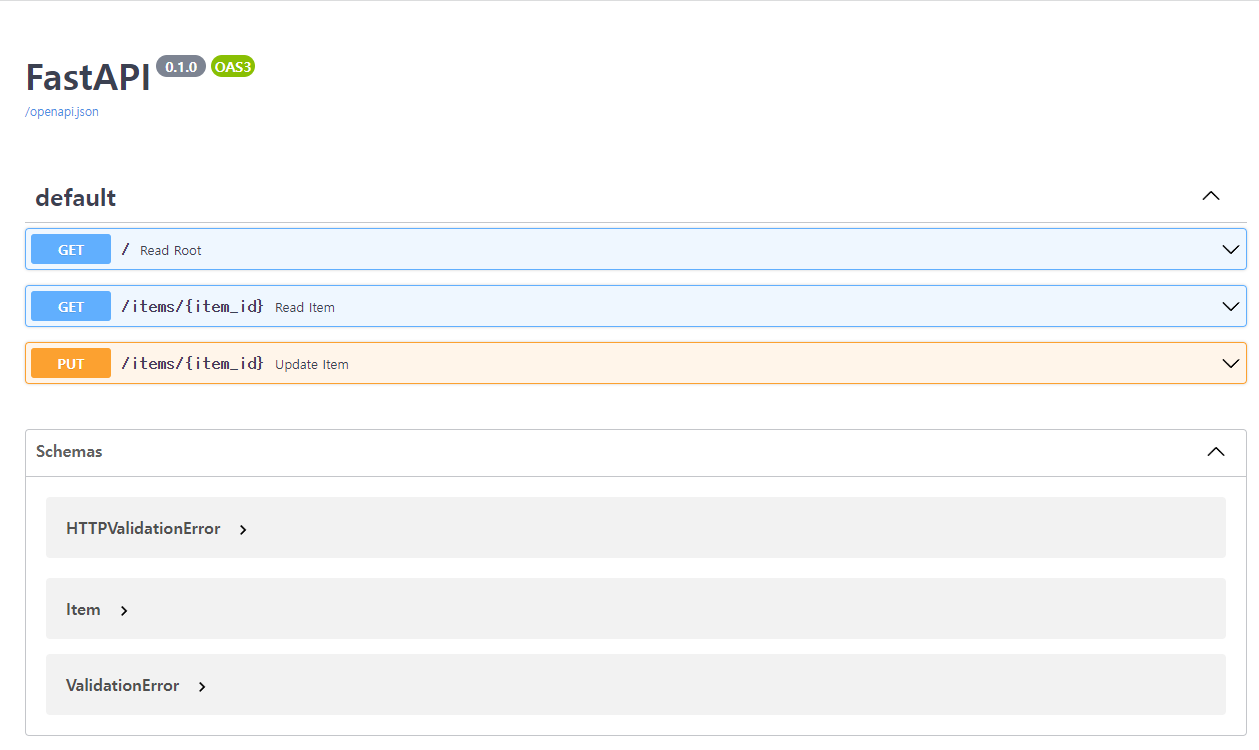 FastAPI 0.1.0 OAS3
/openapi.json
default
GET / Read Root
GET /items/{item_id} Read Item
PUT /items/{item_id} Update Item
Schemas
HTTPValidationError
Item
ValidationError